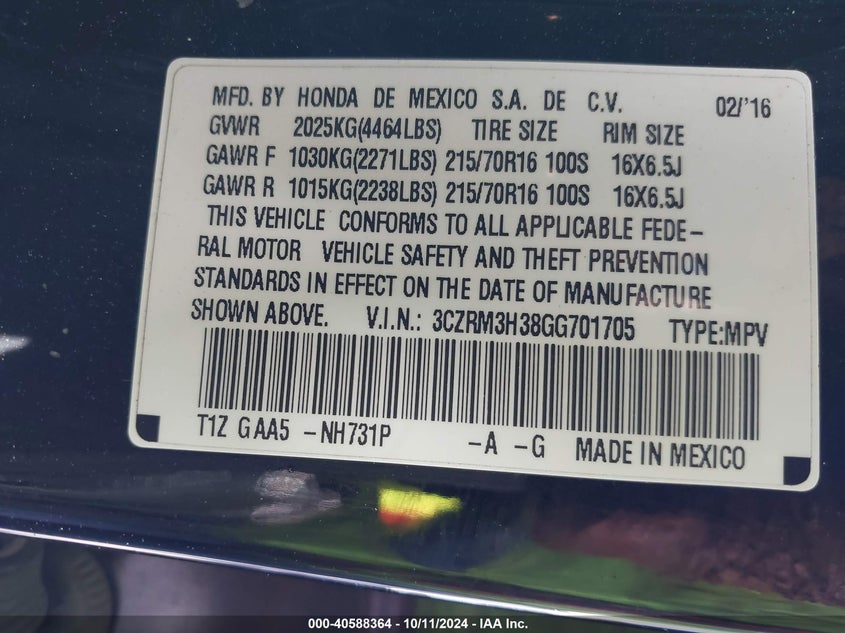 MFD. BY HONDA DE MEXICO S.A. DE C.V. 02/'16
GVWR 2025KG(4464LBS) TIRE SIZE RIM SIZE
GAWR F 1030KG(2271LBS) 215/70R16 100S 16X6.5J
GAWR R 1015KG(2238LBS) 215/70R16 100S 16X6.5J
THIS VEHICLE CONFORMS TO ALL APPLICABLE FEDE-
RAL MOTOR VEHICLE SAFETY AND THEFT PREVENTION
STANDARDS IN EFFECT ON THE DATE OF MANUFACTURE
SHOWN ABOVE. V.I.N.: 3CZRM3H38GG701705 TYPE:MPV
T1Z GAA5 -NH731P -A -G MADE IN MEXICO
000-40588364 - 10/11/2024 - IAA Inc.